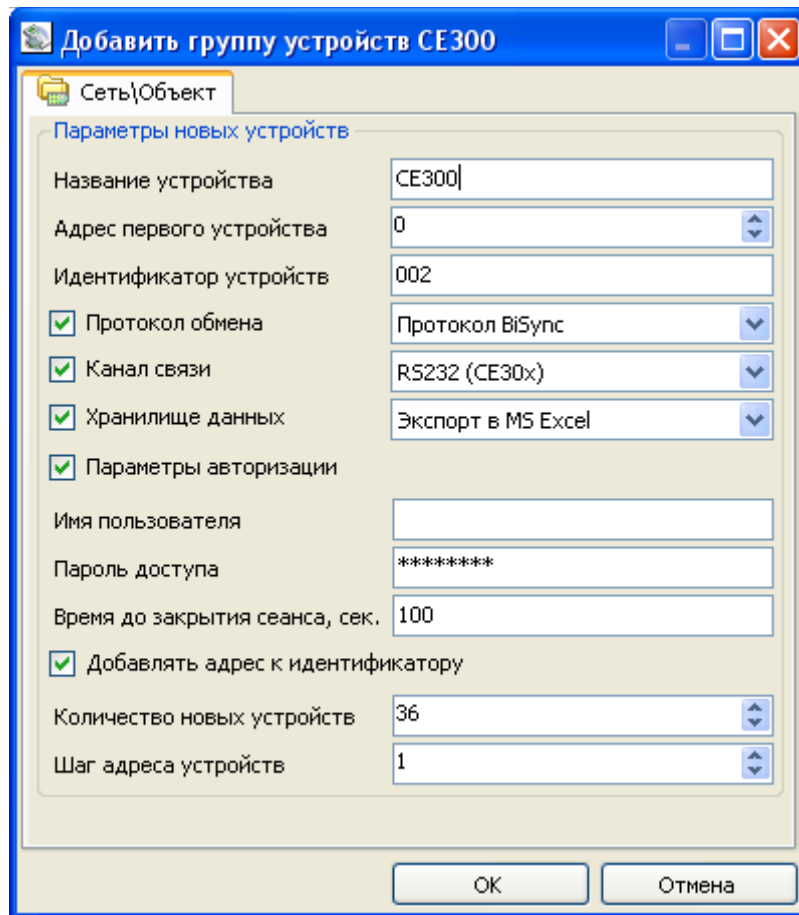 Добавить группу устройств CE300
Сеть\Объект
Параметры новых устройств
Название устройства CE300
Адрес первого устройства 0
Идентификатор устройств 002
Протокол обмена Протокол BiSync
Канал связи RS232 (CE30x)
Хранилище данных Экспорт в MS Excel
Параметры авторизации
Имя пользователя
Пароль доступа ********
Время до закрытия сеанса, сек. 100
Добавлять адрес к идентификатору
Количество новых устройств 36
Шаг адреса устройств 1
OK Отмена